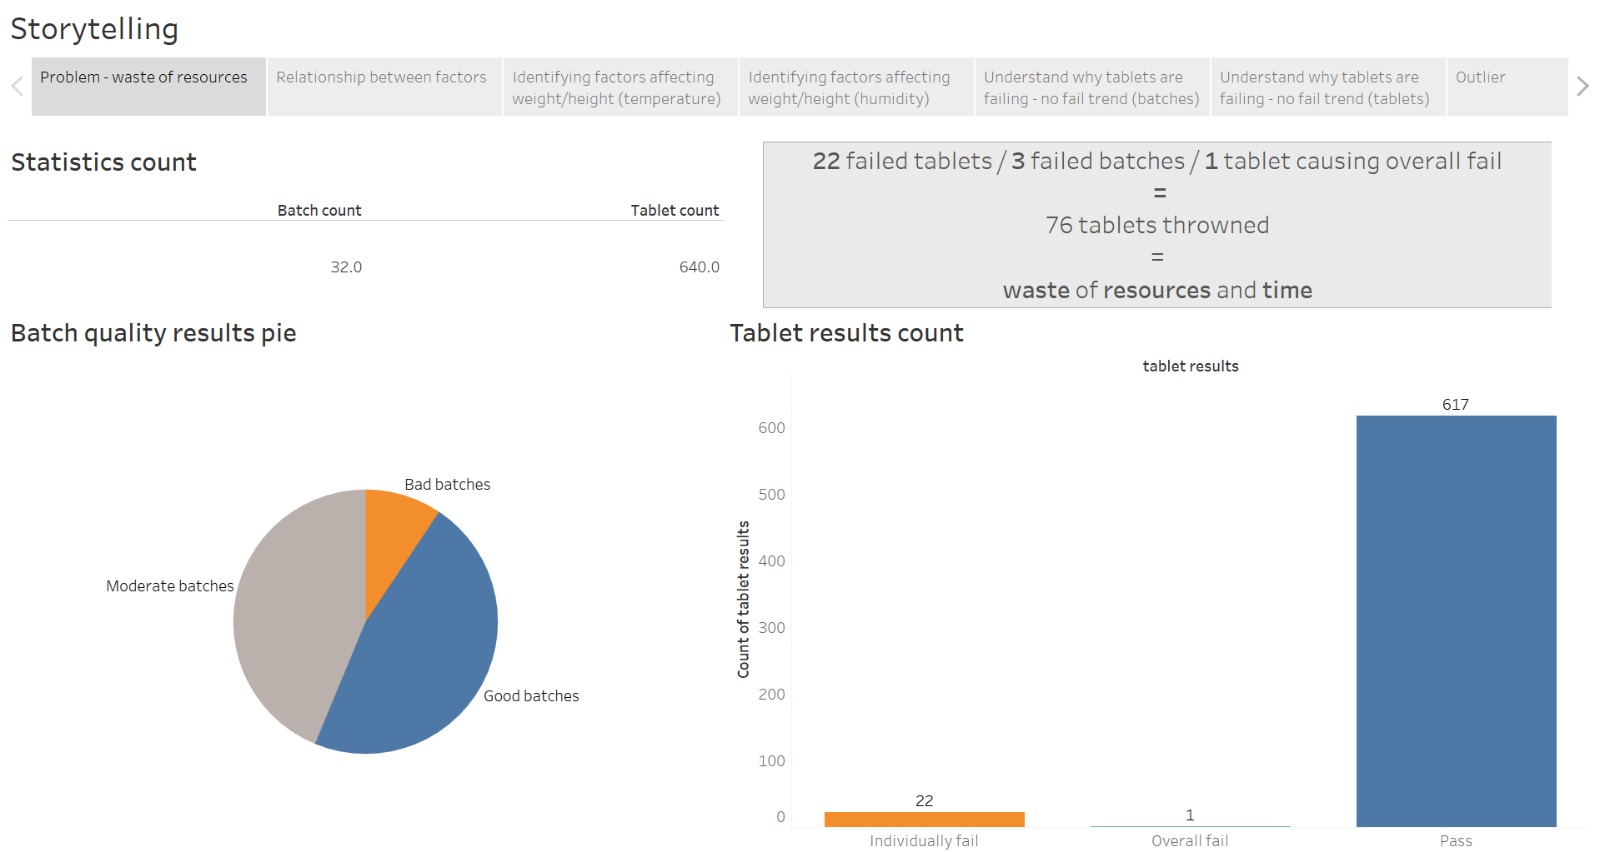 Storytelling
Problem - waste of resources
Relationship between factors
Identifying factors affecting
weight/height (temperature)
Identifying factors affecting
weight/height (humidity)
Understand why tablets are
failing - no fail trend (batches)
Understand why tablets are
failing - no fail trend (tablets)
Outlier
Statistics count
Batch count
Tablet count
32.0
640.0
22 failed tablets / 3 failed batches / 1 tablet causing overall fail
=
76 tablets throwned
=
waste of resources and time
Batch quality results pie
Bad batches
Moderate batches
Good batches
Tablet results count
tablet results
Count of tablet results
600
500
400
300
200
100
0
617
22
1
Individually fail
Overall fail
Pass